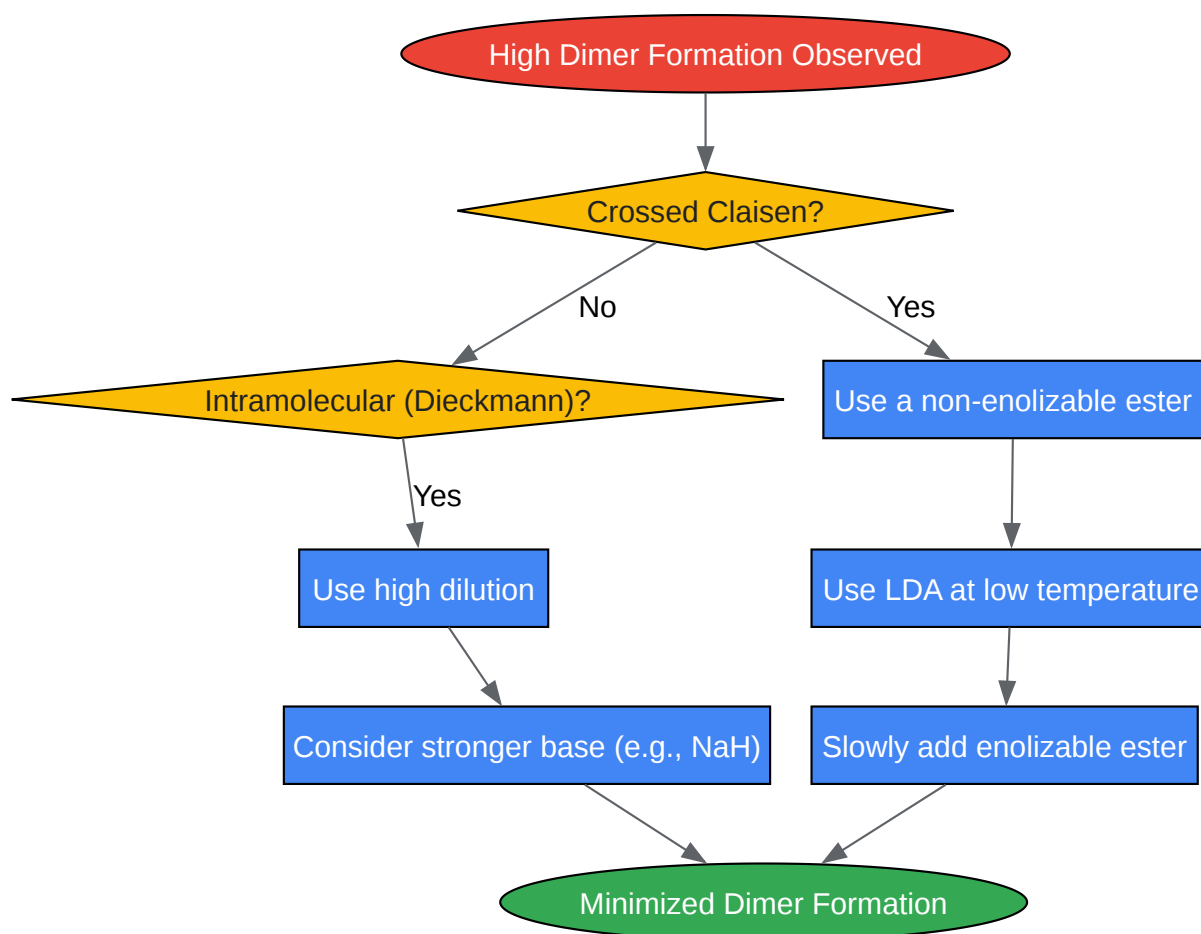 High Dimer Formation Observed
Crossed Claisen?
No
Yes
Intramolecular (Dieckmann)?
Use a non-enolizable ester
Yes
Use high dilution
Use LDA at low temperature
Consider stronger base (e.g., NaH)
Slowly add enolizable ester
Minimized Dimer Formation